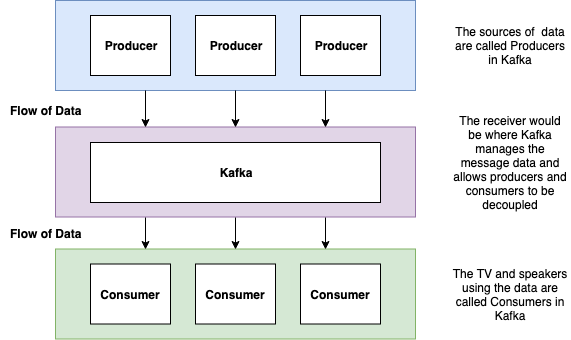 Producer
Producer
Producer
The sources of data
are called Producers
in Kafka
Flow of Data
Kafka
The receiver would
be where Kafka
manages the
message data and
allows producers and
consumers to be
decoupled
Flow of Data
Consumer
Consumer
Consumer
The TV and speakers
using the data are
called Consumers in
Kafka